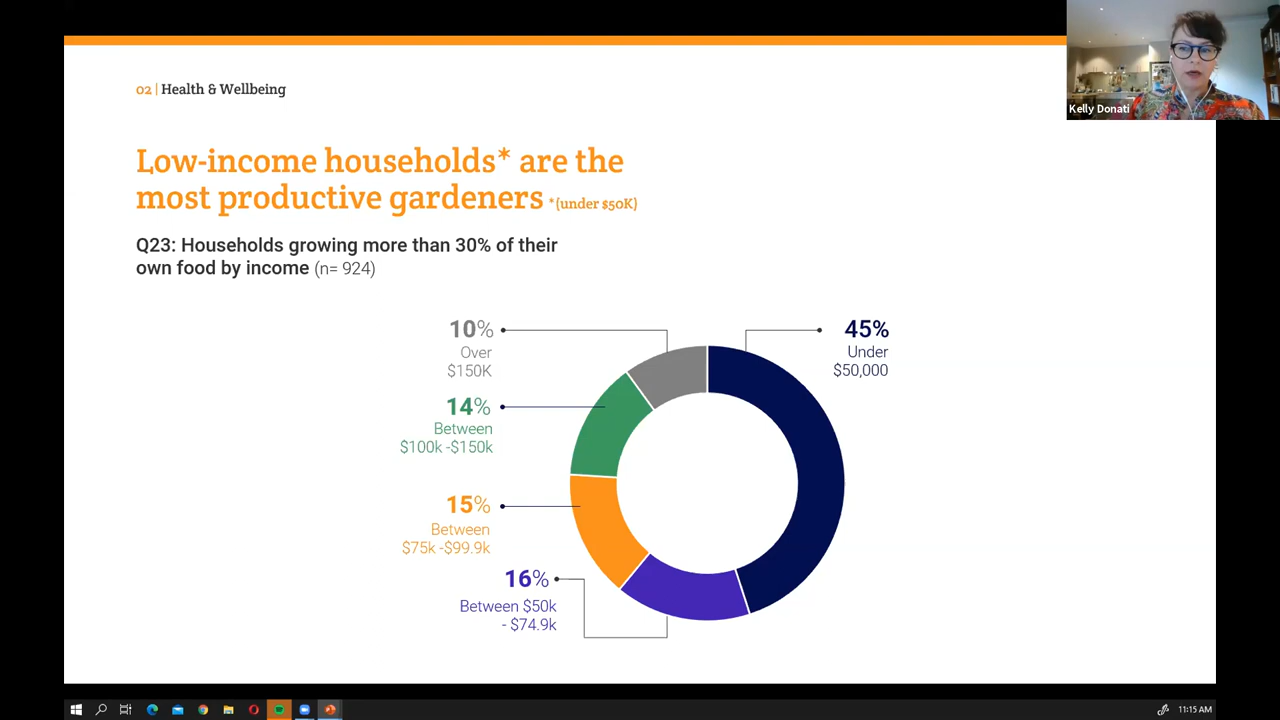 02 | Health & Wellbeing
Kelly Donati
Low-income households* are the
most productive gardeners *(under $50K)
Q23: Households growing more than 30% of their
own food by income (n= 924)
10%
Over
$150K
45%
Under
$50,000
14%
Between
$100k -$150k
15%
Between
$75k -$99.9k
16%
Between $50k
- $74.9k
11:15 AM